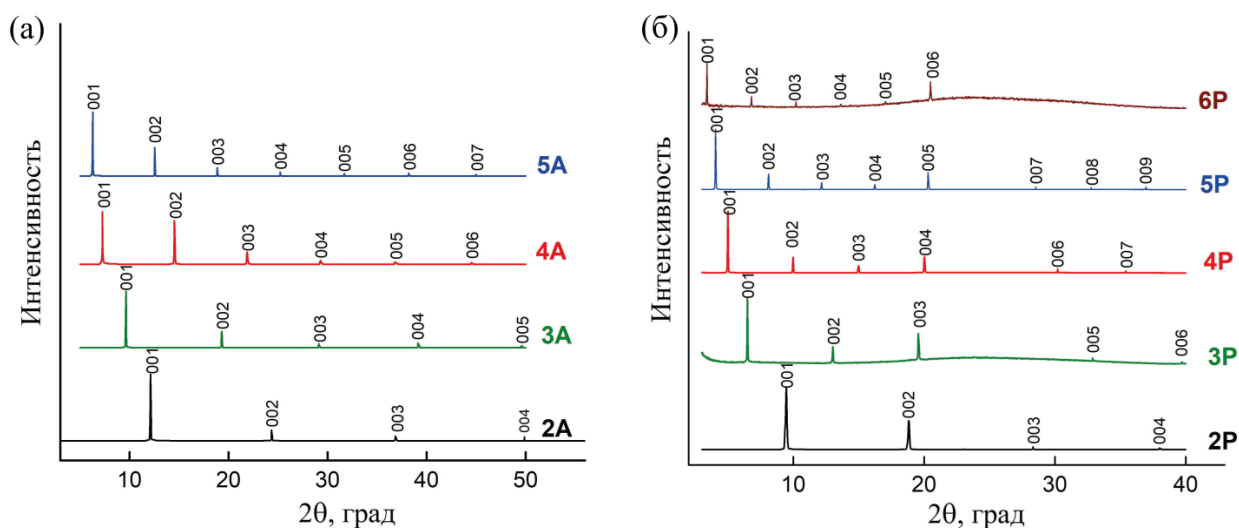 (а)
Интенсивность
001 002 003 004 005 006 007 5A
001 002 003 004 005 006 4A
001 002 003 004 005 3A
001 002 003 004 2A
10 20 30 40 50
2θ, град
(б)
Интенсивность
001 002 003 004 005 006 6P
001 002 003 004 005 007 008 009 5P
001 002 003 004 006 007 4P
001 002 003 005 006 3P
001 002 003 004 2P
10 20 30 40
2θ, град